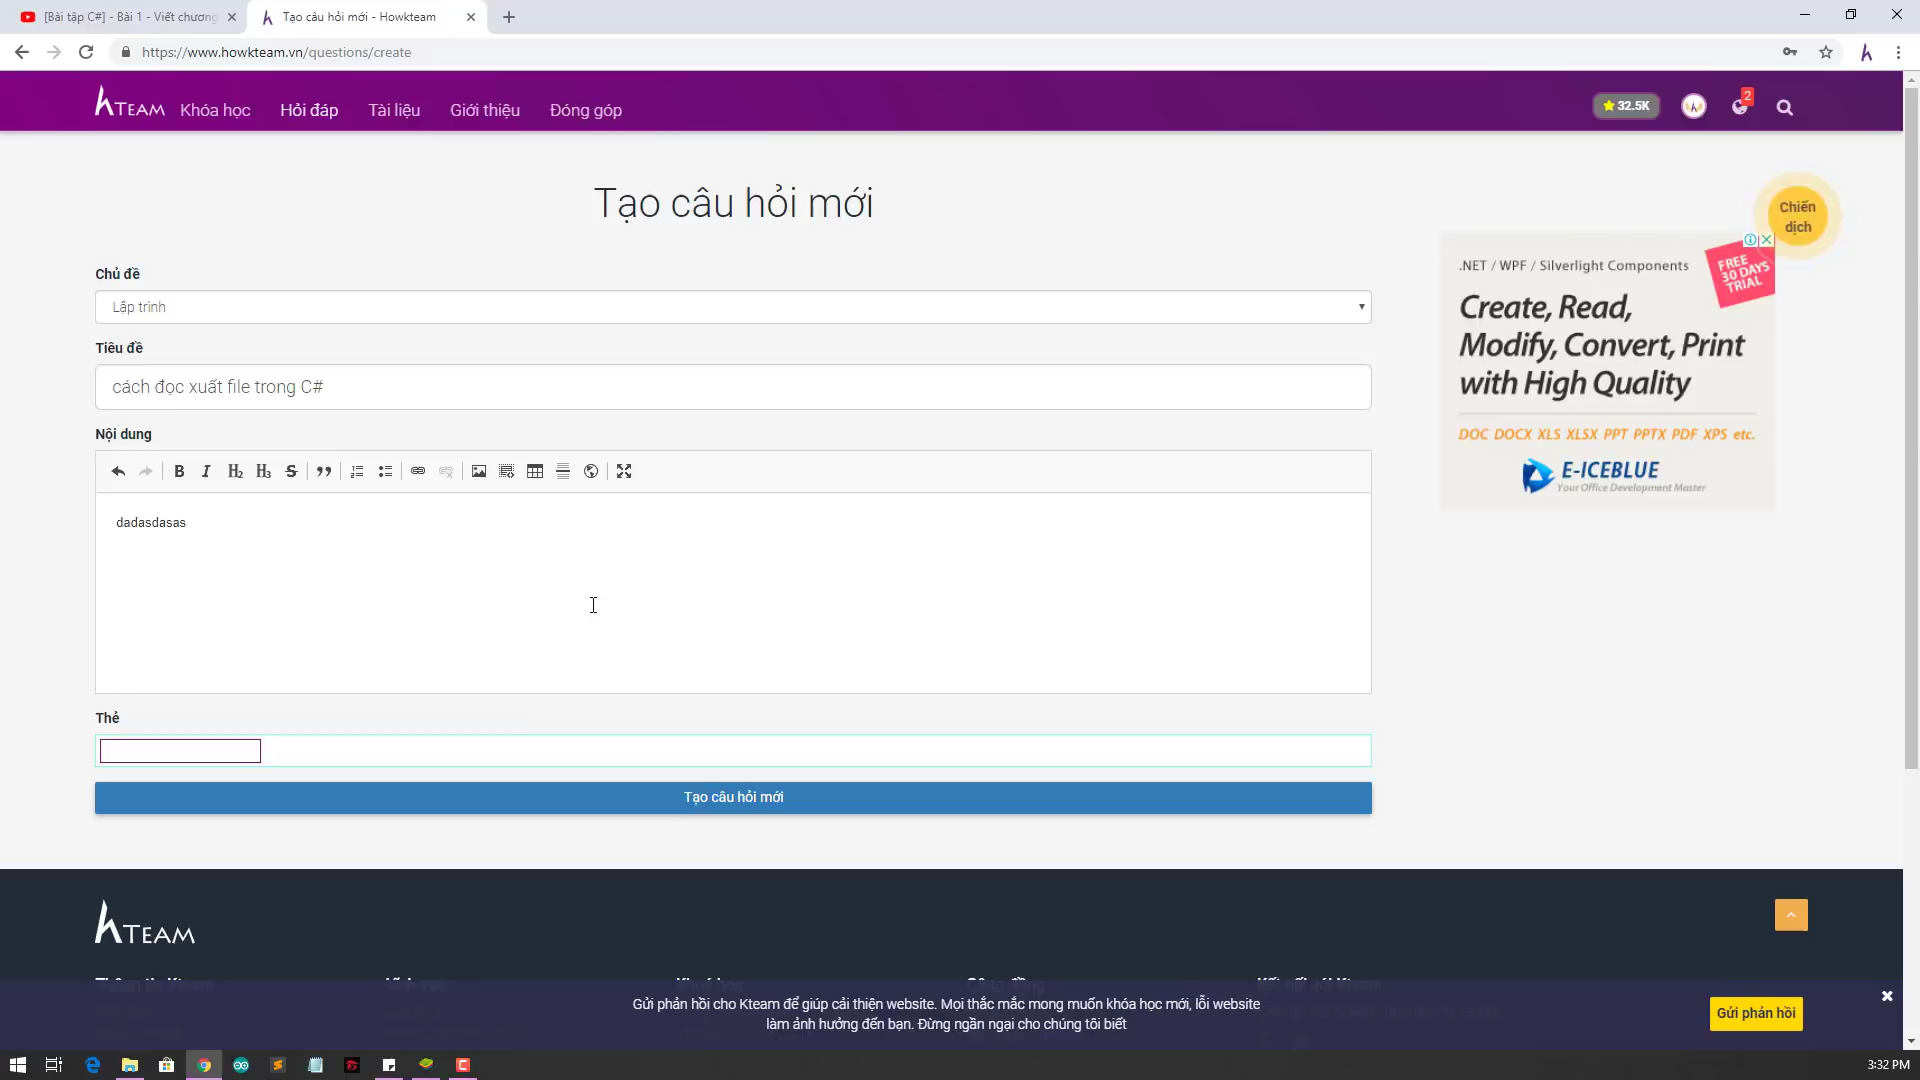 [Bài tập C#] - Bài 1 - Viết chương
Tạo câu hỏi mới - Howkteam
https://www.howkteam.vn/questions/create
KTEAM
Khóa học
Hỏi đáp
Tài liệu
Giới thiệu
Đóng góp
32.5K
2
Tạo câu hỏi mới
Chiến
dịch
Chủ đề
Lập trình
Tiêu đề
cách đọc xuất file trong C#
Nội dung
B I H2 H3 S
dadasdasas
Thẻ
Tạo câu hỏi mới
.NET / WPF / Silverlight Components
FREE
30 DAYS
TRIAL
Create, Read,
Modify, Convert, Print
with High Quality
DOC DOCX XLS XLSX PPT PPTX PDF XPS etc.
E-ICEBLUE
Your Office Development Master
KTEAM
Gửi phản hồi cho Kteam để giúp cải thiện website. Mọi thắc mắc mong muốn khóa học mới, lỗi website
làm ảnh hưởng đến bạn. Đừng ngần ngại cho chúng tôi biết
Gửi phản hồi
3:32 PM